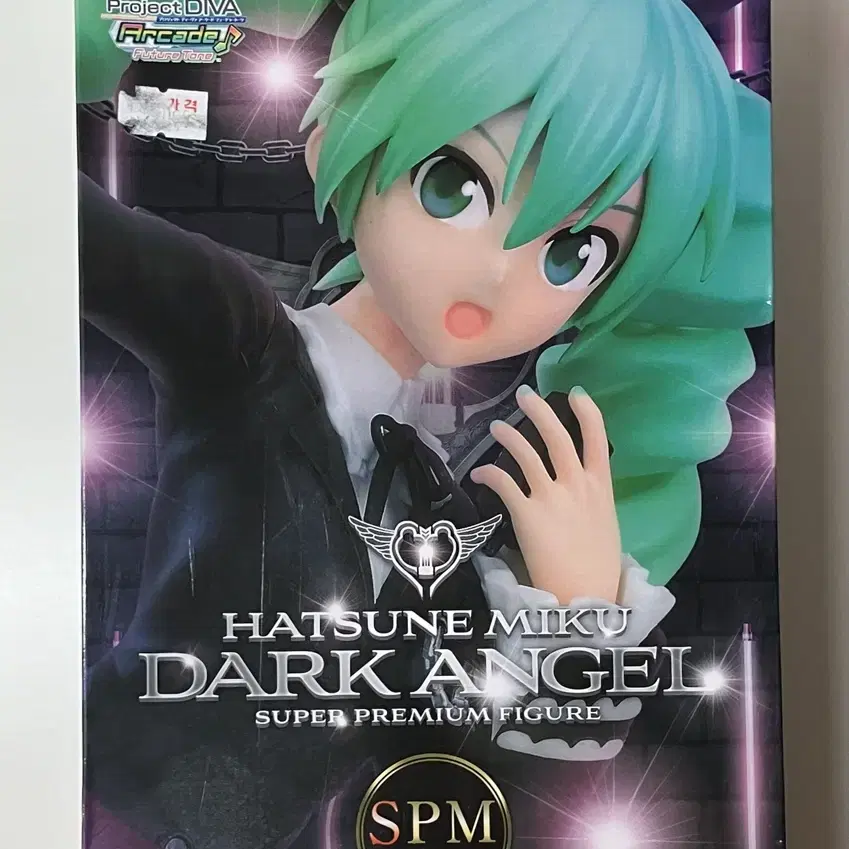 Project DIVA
Arcade
Future Tone
가격
HATSUNE MIKU
DARK ANGEL
SUPER PREMIUM FIGURE
SPM